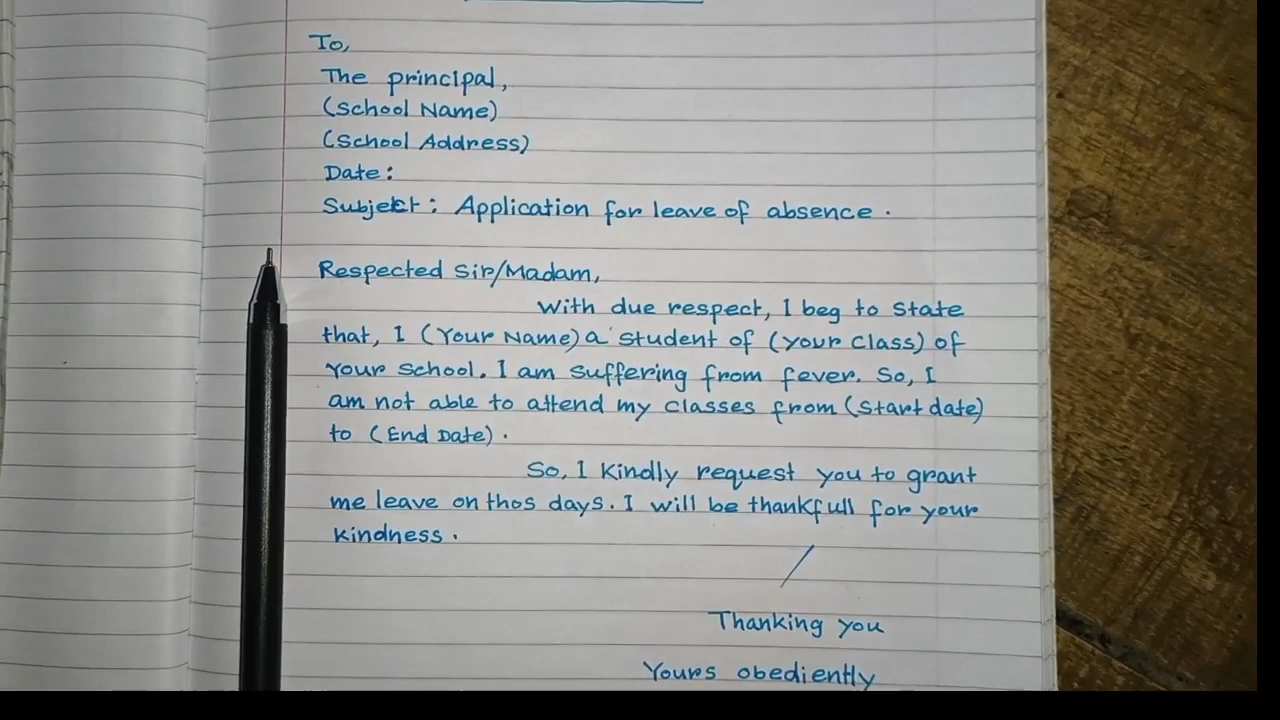 To,
The principal,
(School Name)
(School Address)
Date:
Subject: Application for leave of absence.
Respected Sir/Madam,
With due respect, I beg to state
that, I (Your Name) a student of (your class) of
your school. I am suffering from fever. So, I
am not able to attend my classes from (Start date)
to (End Date).
So, I kindly request you to grant
me leave on thos days. I will be thankfull for your
kindness.
Thanking you
Yours obediently